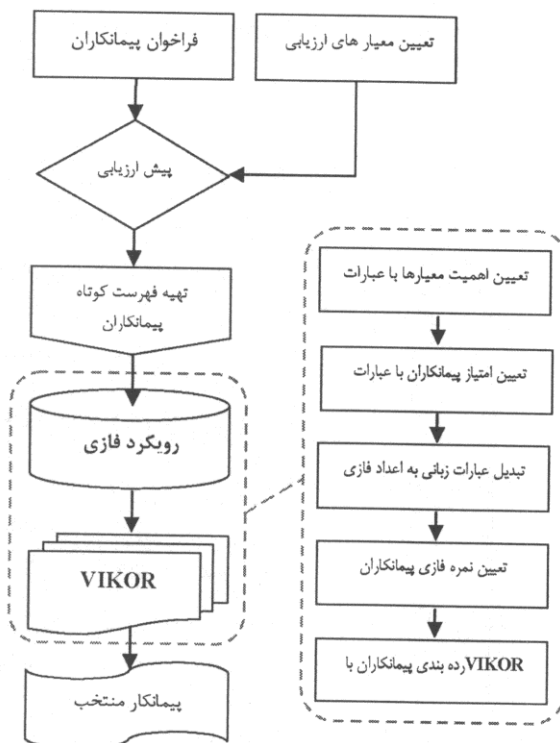 فراخوان پیمانکاران
تعیین معیار های ارزیابی
پیش ارزیابی
تهیه فهرست کوتاه
پیمانکاران
رویکرد فازی
VIKOR
پیمانکار منتخب
تعیین اهمیت معیارها با عبارات
تعیین امتیاز پیمانکاران با عبارات
تبدیل عبارات زبانی به اعداد فازی
تعیین نمره فازی پیمانکاران
VIKORرده بندی پیمانکاران با